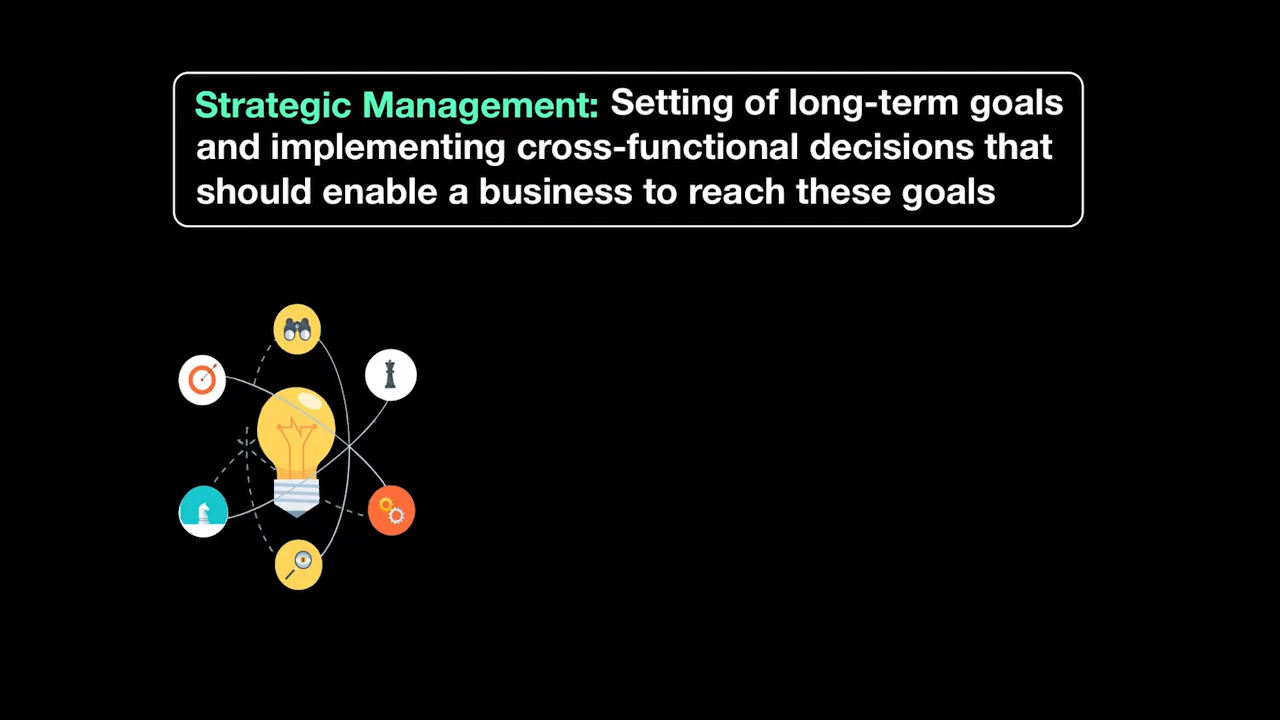 Strategic Management: Setting of long-term goals
and implementing cross-functional decisions that
should enable a business to reach these goals